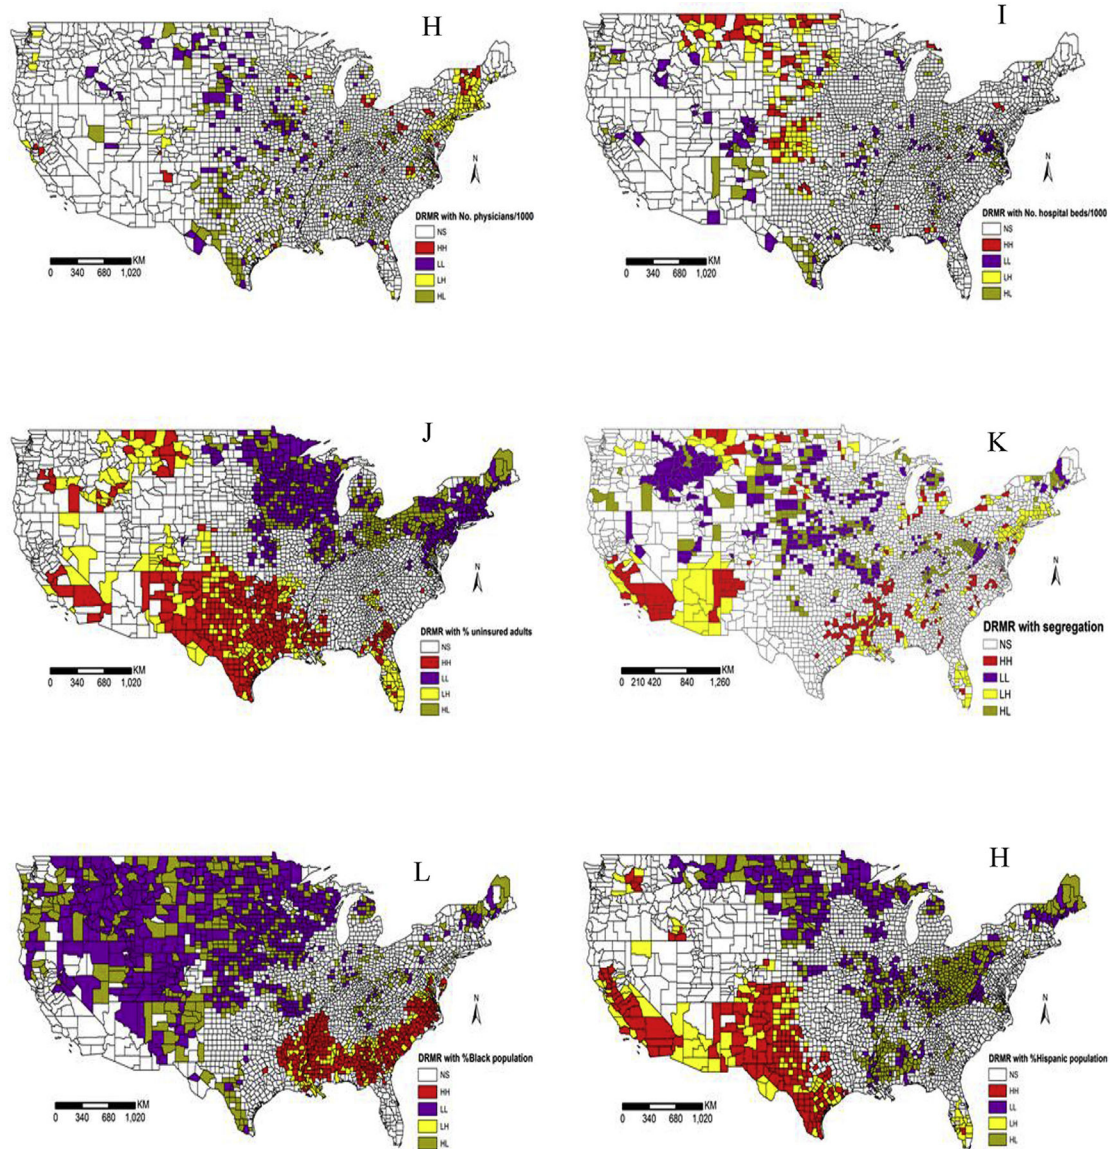 H
N
DRMR with No. physicians/1000
NS
HH
LL
LH
HL
KM
0 340 680 1,020
I
N
DRMR with No. hospital beds/1000
NS
HH
LL
LH
HL
KM
0 340 680 1,020
J
N
DRMR with % uninsured adults
NS
HH
LL
LH
HL
KM
0 340 680 1,020
K
N
DRMR with segregation
NS
HH
LL
LH
HL
KM
0 210 420 840 1,260
L
N
DRMR with %Black population
NS
HH
LL
LH
HL
KM
0 340 680 1,020
H
N
DRMR with %Hispanic population
NS
HH
LL
LH
HL
KM
0 340 680 1,020